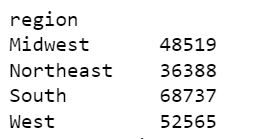 region
Midwest 48519
Northeast 36388
South 68737
West 52565